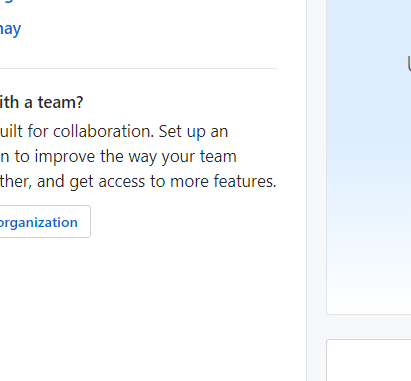 nay
ith a team?
uilt for collaboration. Set up an
n to improve the way your team
ther, and get access to more features.
organization